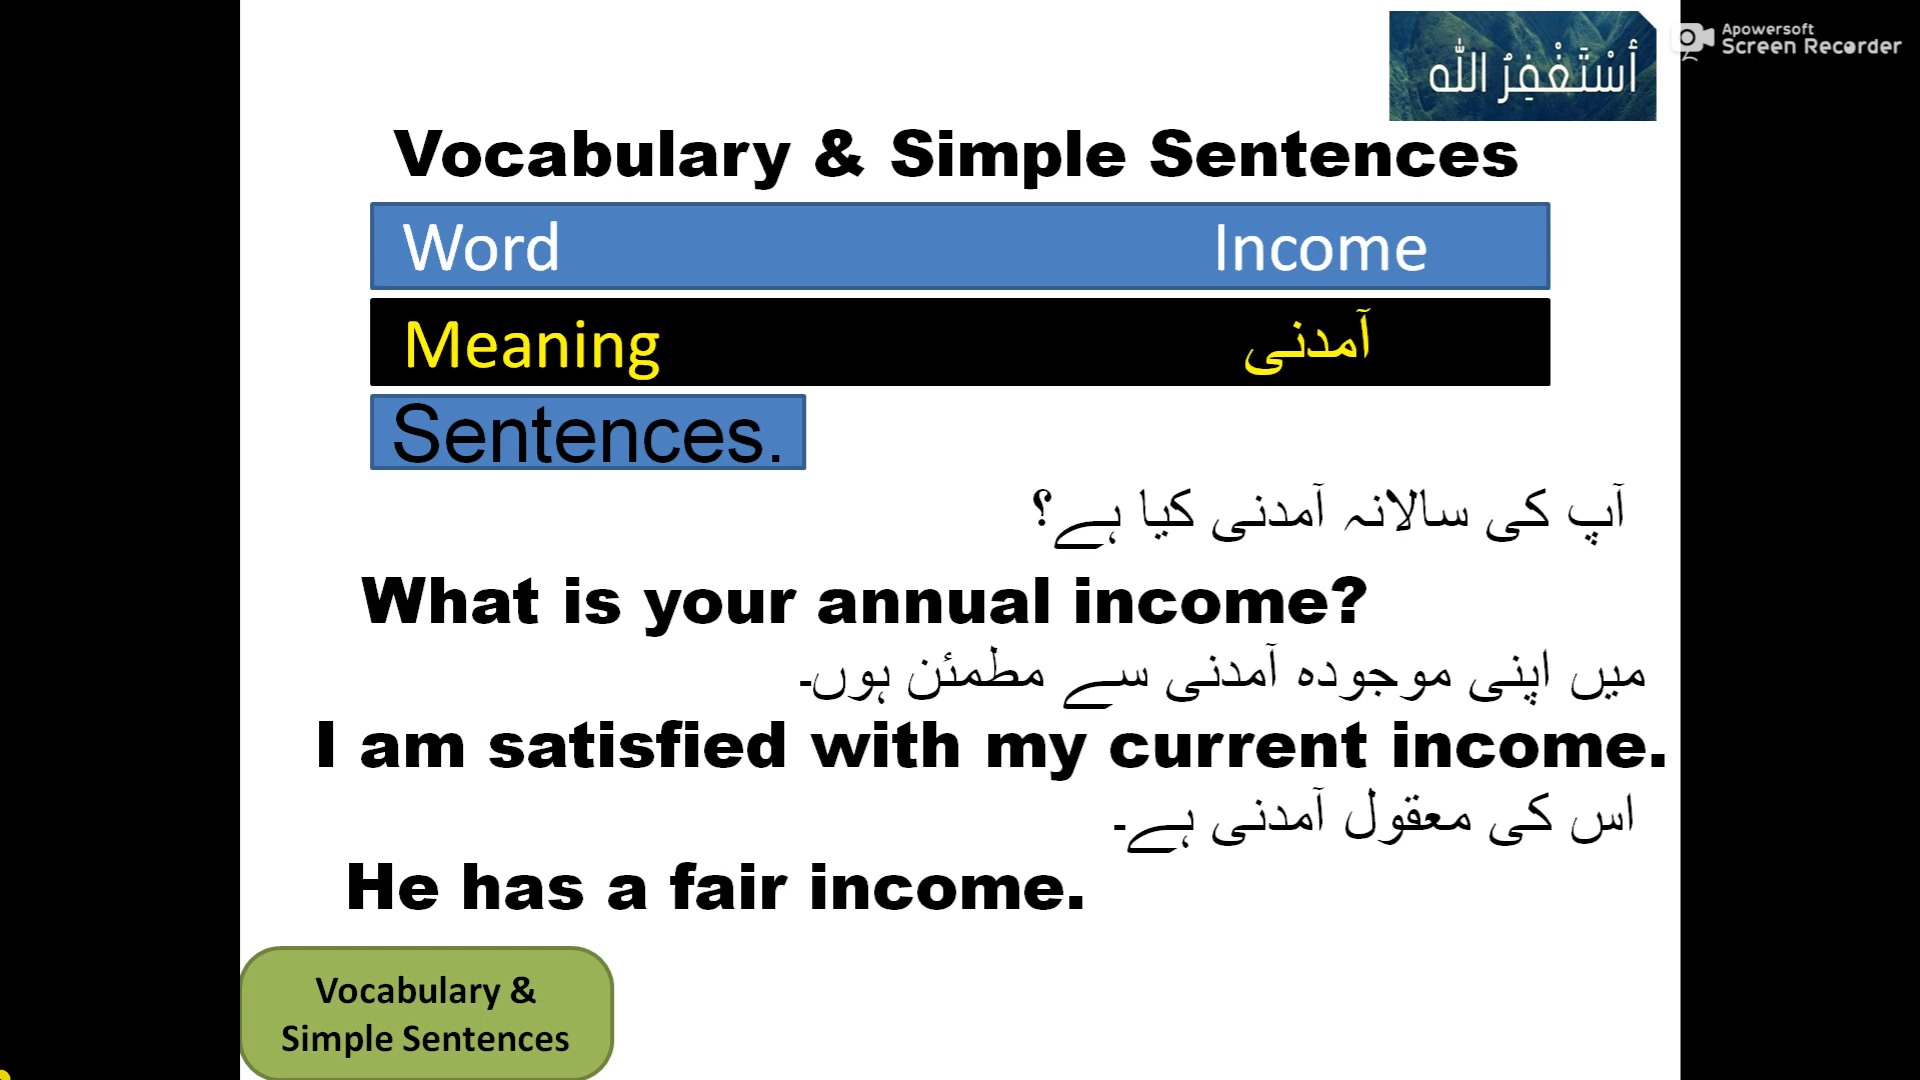 أَسْتَغْفِرُ الله
Apowersoft
Screen Recorder
Vocabulary & Simple Sentences
Word Income
Meaning آمدنی
Sentences.
آپ کی سالانہ آمدنی کیا ہے؟
What is your annual income?
میں اپنی موجودہ آمدنی سے مطمئن ہوں۔
I am satisfied with my current income.
اس کی معقول آمدنی ہے۔
He has a fair income.
Vocabulary &
Simple Sentences